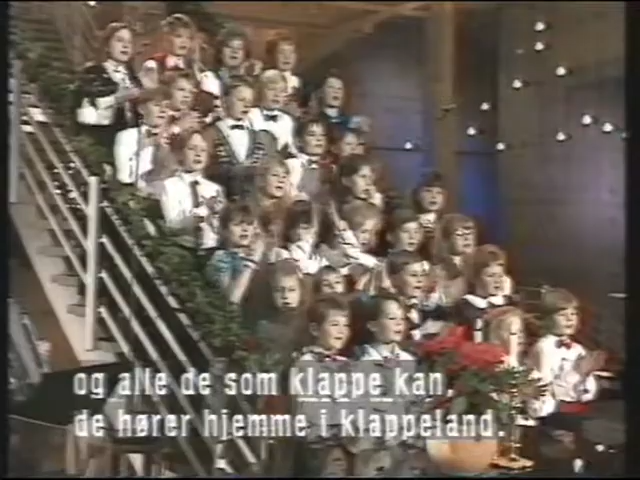 og alle de som klappe kan,
de hører hjemme i klappeland.